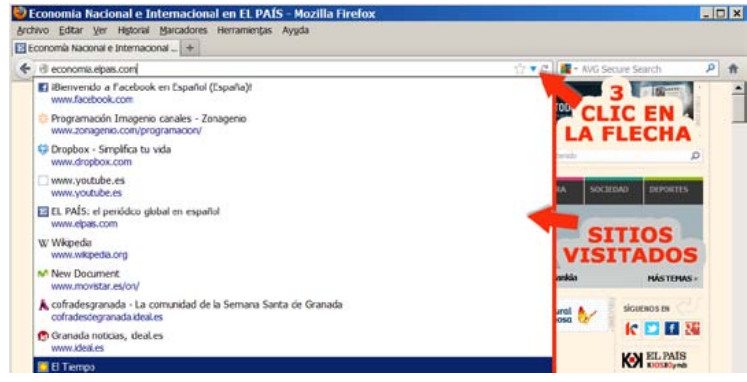 Economía Nacional e Internacional en EL PAÍS - Mozilla Firefox
Archivo Editar Ver Historial Marcadores Herramientas Ayuda
Economía Nacional e Internacional ... +
economia.elpais.com
AVG Secure Search
¡Bienvenido a Facebook en Español (España)!
www.facebook.com
Programación Imagenio canales - Zonagenio
www.zonagenio.com/programacion/
Dropbox - Simplifica tu vida
www.dropbox.com
www.youtube.es
www.youtube.es
EL PAÍS: el periódico global en español
www.elpais.com
Wikipedia
www.wikipedia.org
New Document
www.movistar.es/on/
cofradesgranada - La comunidad de la Semana Santa de Granada
cofradesdegranada.ideal.es
Granada noticias, ideal.es
www.ideal.es
El Tiempo
3
CLIC EN
LA FLECHA
SOCIEDAD DEPORTES
SITIOS
VISITADOS
MÁS TEMAS
SÍGUENOS EN
EL PAÍS
KIOSKOymás